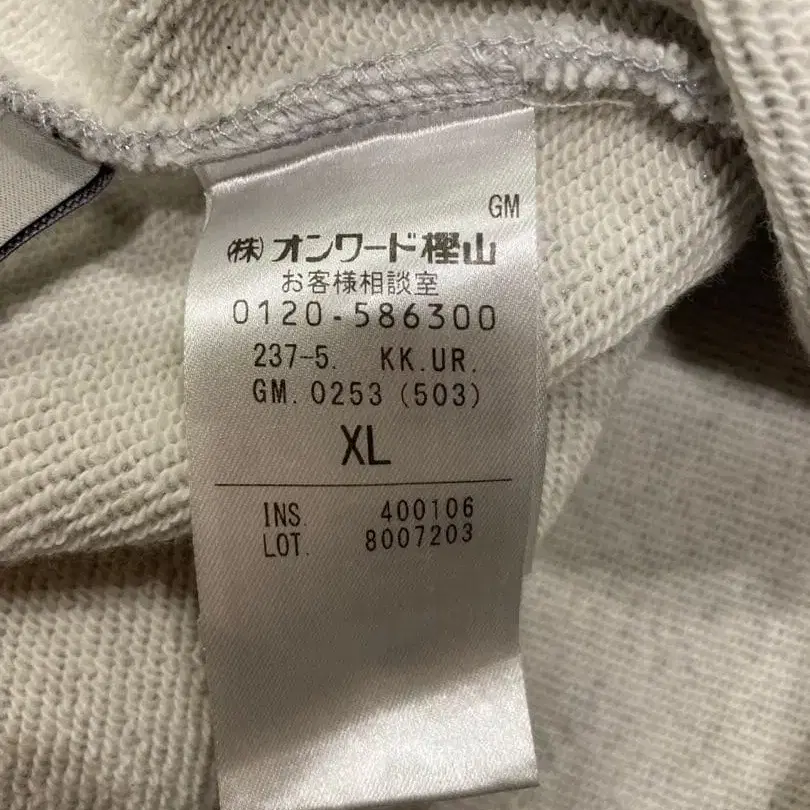 GM
㈱オンワード樫山
お客様相談室
0120-586300
237-5. KK.UR.
GM. 0253 (503)
XL
INS. 400106
LOT. 8007203